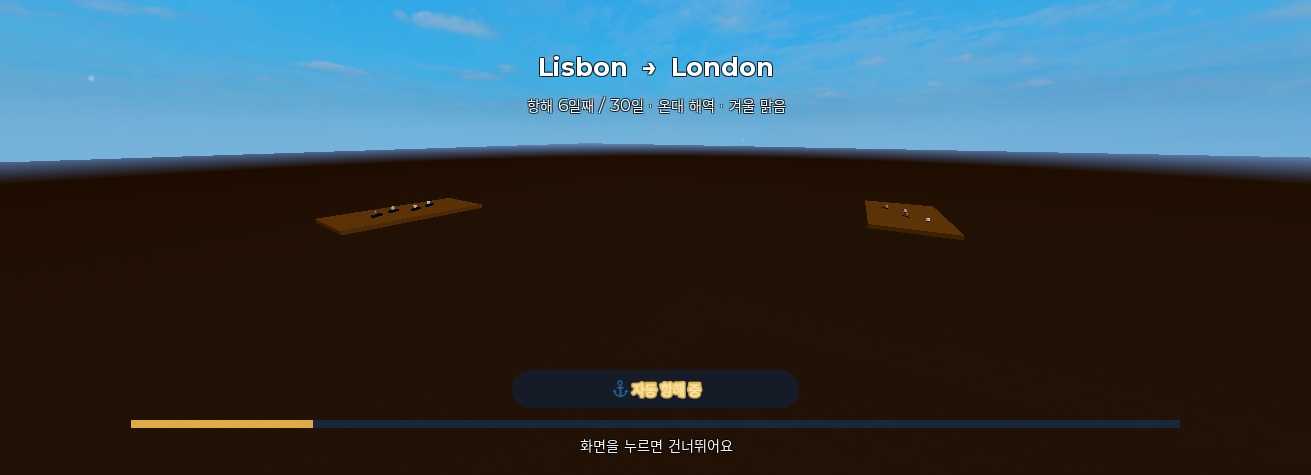 Lisbon → London
항해 6일째 / 30일 · 온대 해역 · 겨울 맑음
⚓ 자동 항해 중
화면을 누르면 건너뛰어요